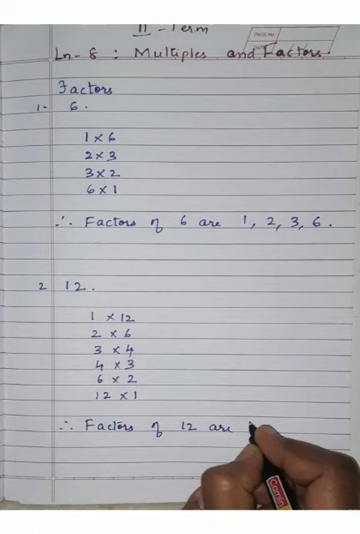 II - Term
Ln - 8 : Multiples and Factors.
PAGE NO.
Factors
1. 6.
1 × 6
2 × 3
3 × 2
6 × 1
∴ Factors of 6 are 1, 2, 3, 6.
2 12.
1 × 12
2 × 6
3 × 4
4 × 3
6 × 2
12 × 1
∴ Factors of 12 are